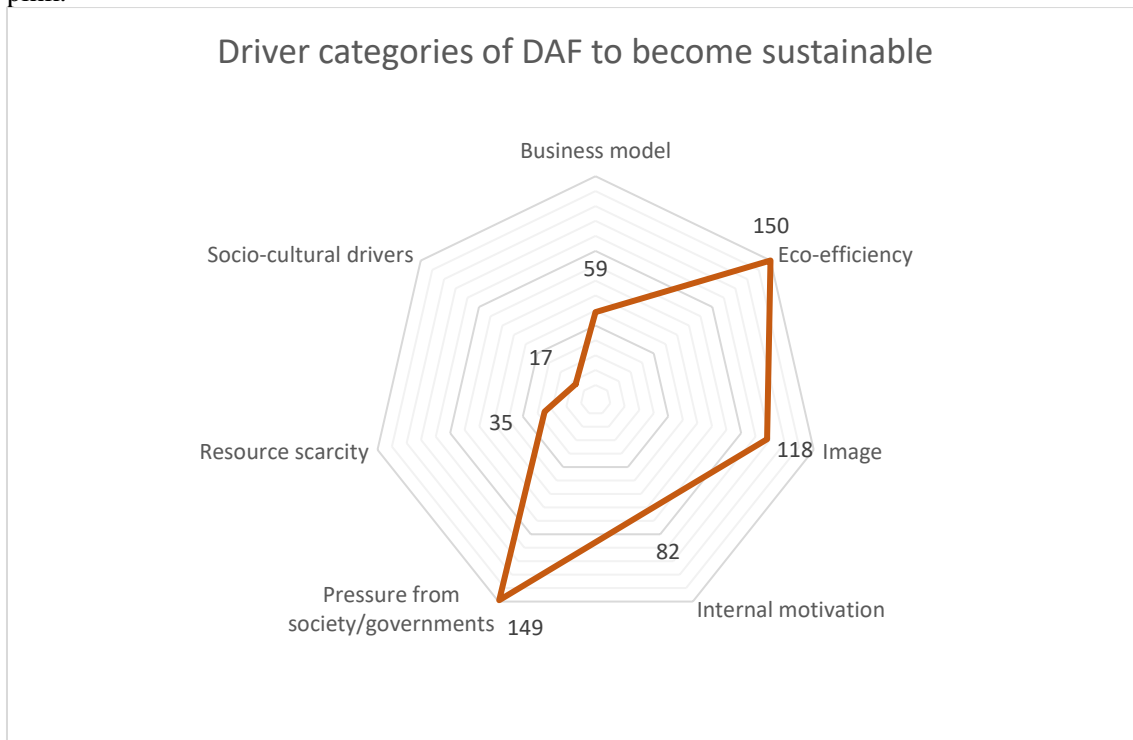 Driver categories of DAF to become sustainable
Business model
150
Socio-cultural drivers
Eco-efficiency
59
17
35
Resource scarcity
118
Image
82
Pressure from
society/governments
149
Internal motivation